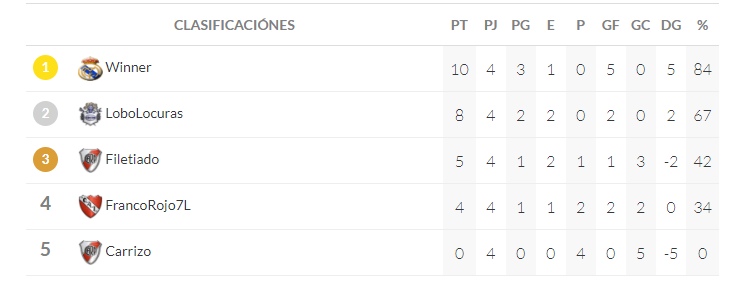 CLASIFICACIÓNES PT PJ PG E P GF GC DG %
1 Winner 10 4 3 1 0 5 0 5 84
2 LoboLocuras 8 4 2 2 0 2 0 2 67
3 Filetiado 5 4 1 2 1 1 3 -2 42
4 FrancoRojo7L 4 4 1 1 2 2 2 0 34
5 Carrizo 0 4 0 0 4 0 5 -5 0